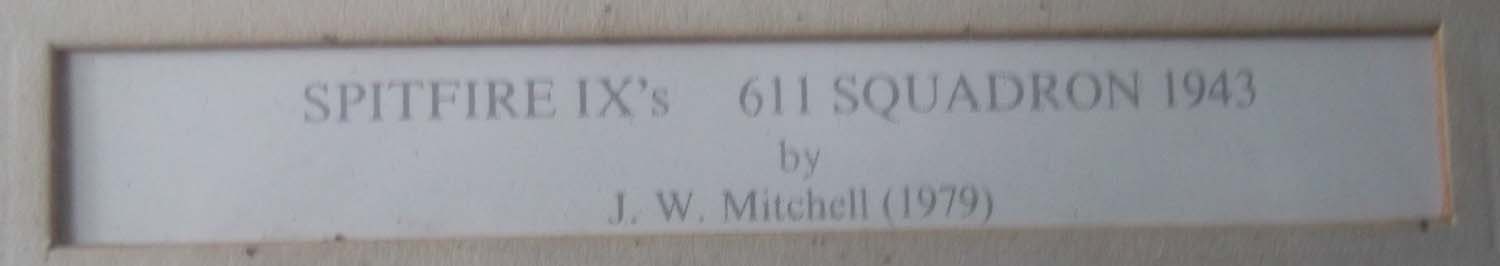 SPITFIRE IX's 611 SQUADRON 1943
by
J. W. Mitchell (1979)